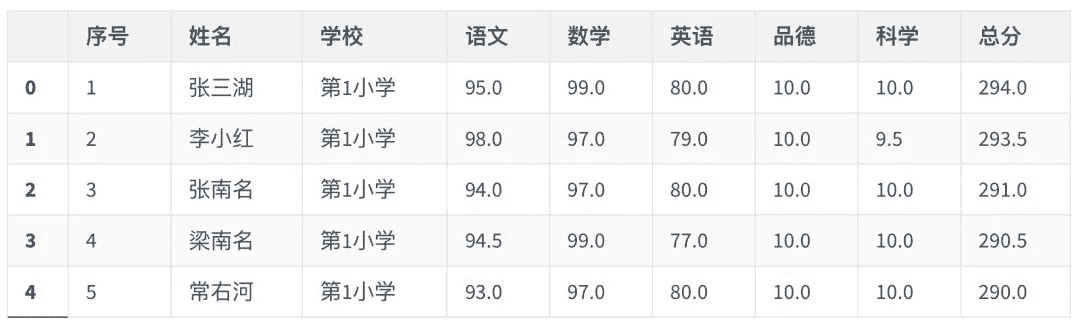 序号 姓名 学校 语文 数学 英语 品德 科学 总分
0 1 张三湖 第1小学 95.0 99.0 80.0 10.0 10.0 294.0
1 2 李小红 第1小学 98.0 97.0 79.0 10.0 9.5 293.5
2 3 张南名 第1小学 94.0 97.0 80.0 10.0 10.0 291.0
3 4 梁南名 第1小学 94.5 99.0 77.0 10.0 10.0 290.5
4 5 常右河 第1小学 93.0 97.0 80.0 10.0 10.0 290.0